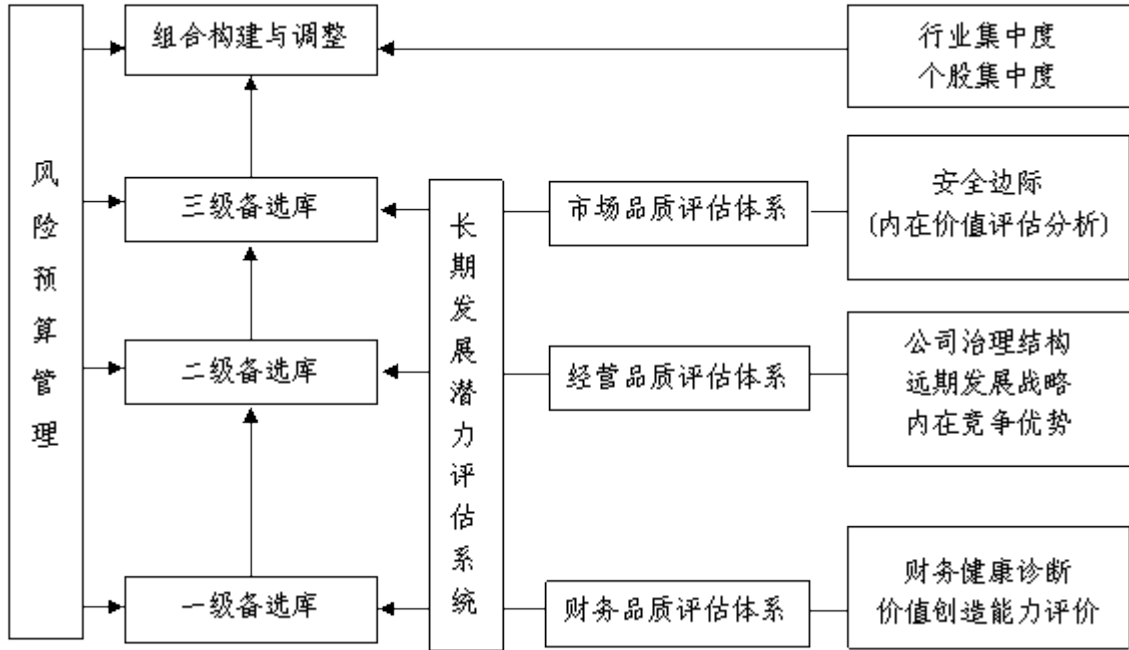 风险预算管理
组合构建与调整
行业集中度
个股集中度
三级备选库
长期发展潜力评估系统
市场品质评估体系
安全边际
(内在价值评估分析)
二级备选库
经营品质评估体系
公司治理结构
远期发展战略
内在竞争优势
一级备选库
财务品质评估体系
财务健康诊断
价值创造能力评价